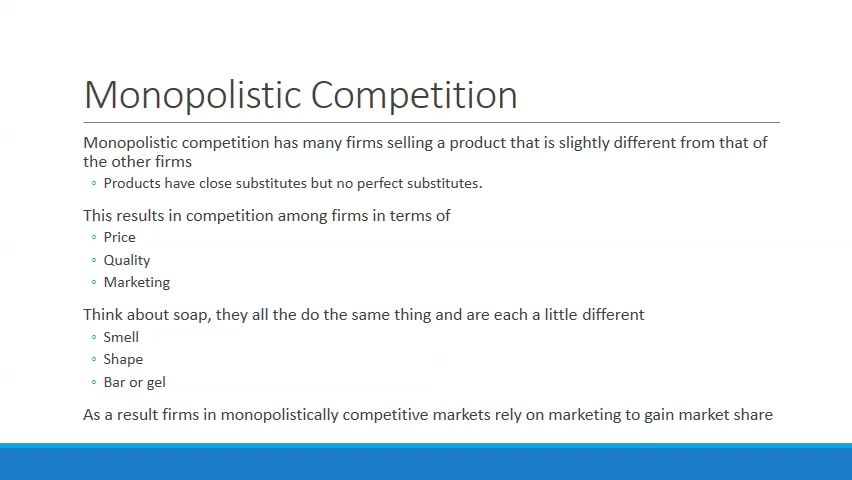 Monopolistic Competition
Monopolistic competition has many firms selling a product that is slightly different from that of
the other firms
◦ Products have close substitutes but no perfect substitutes.
This results in competition among firms in terms of
◦ Price
◦ Quality
◦ Marketing
Think about soap, they all the do the same thing and are each a little different
◦ Smell
◦ Shape
◦ Bar or gel
As a result firms in monopolistically competitive markets rely on marketing to gain market share